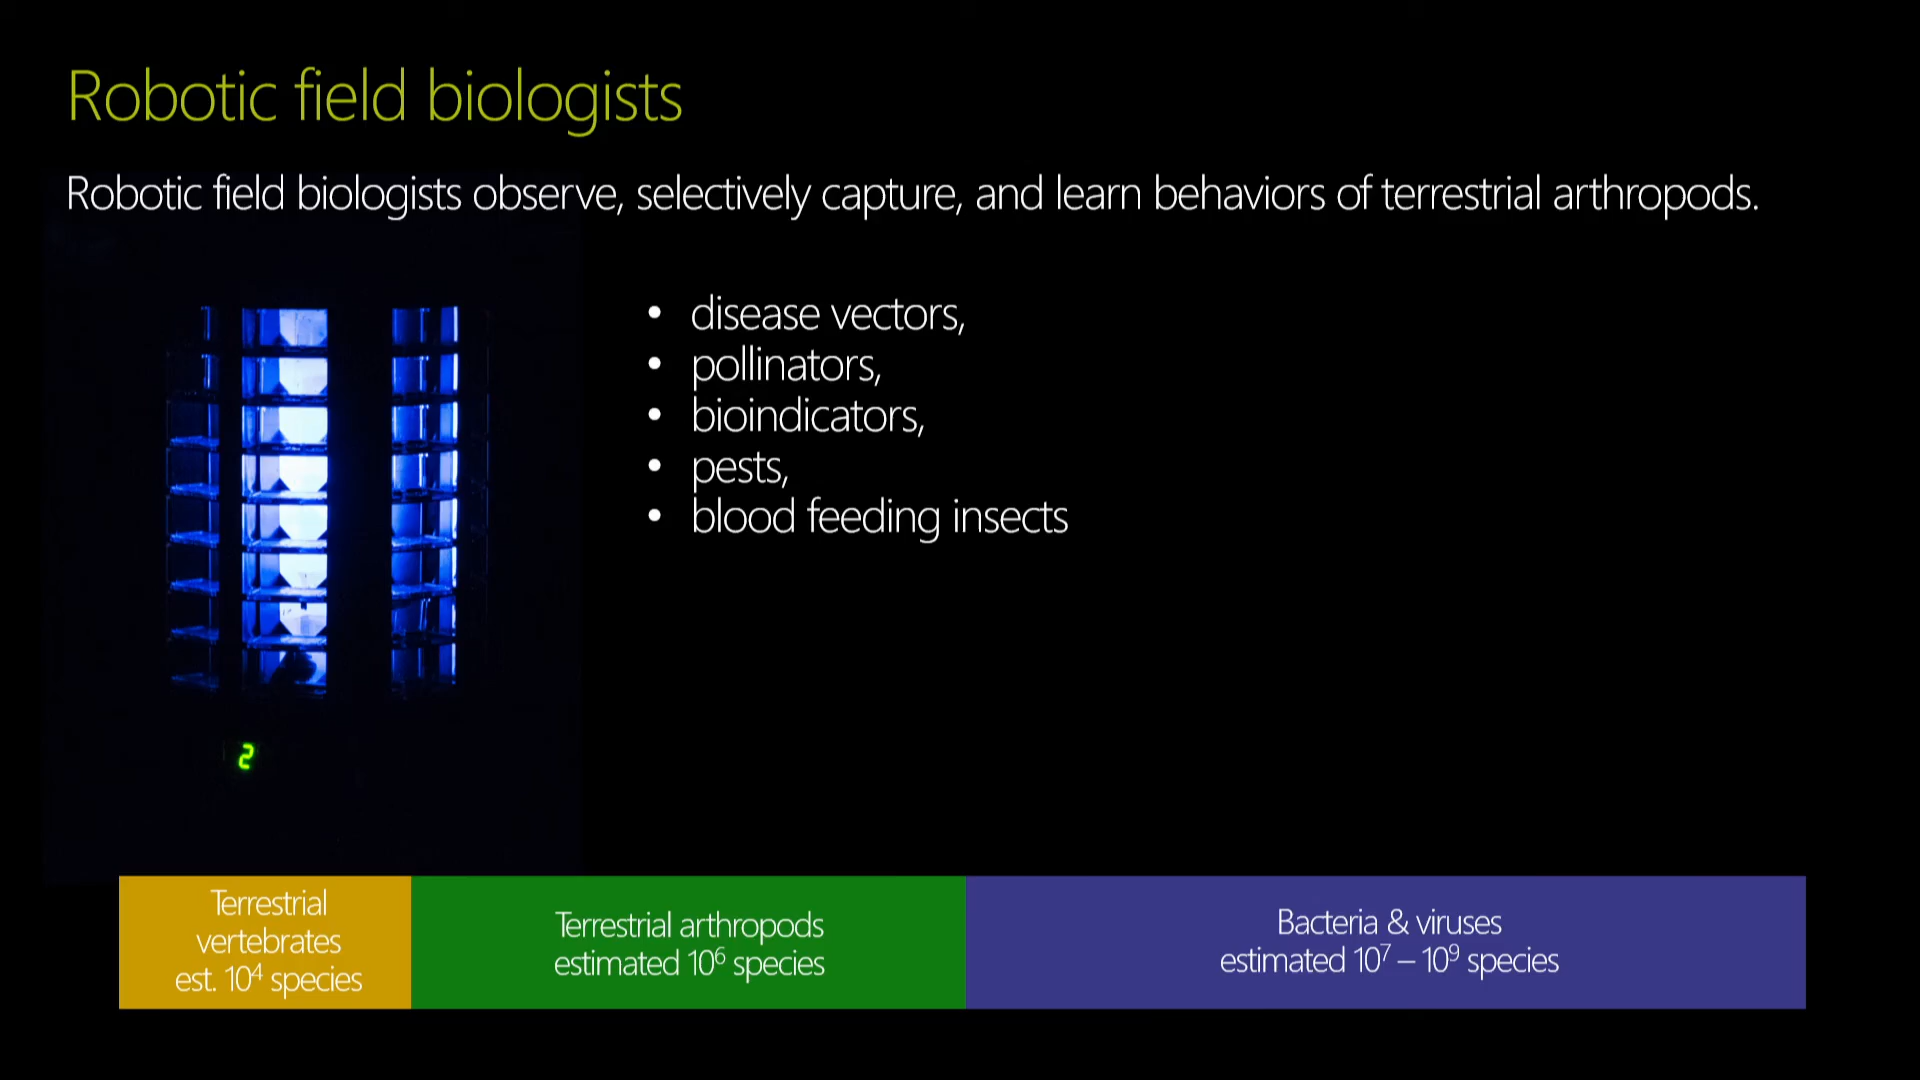 Robotic field biologists
Robotic field biologists observe, selectively capture, and learn behaviors of terrestrial arthropods.
• disease vectors,
• pollinators,
• bioindicators,
• pests,
• blood feeding insects
2
Terrestrial
vertebrates
est. 10⁴ species
Terrestrial arthropods
estimated 10⁶ species
Bacteria & viruses
estimated 10⁷ – 10⁹ species